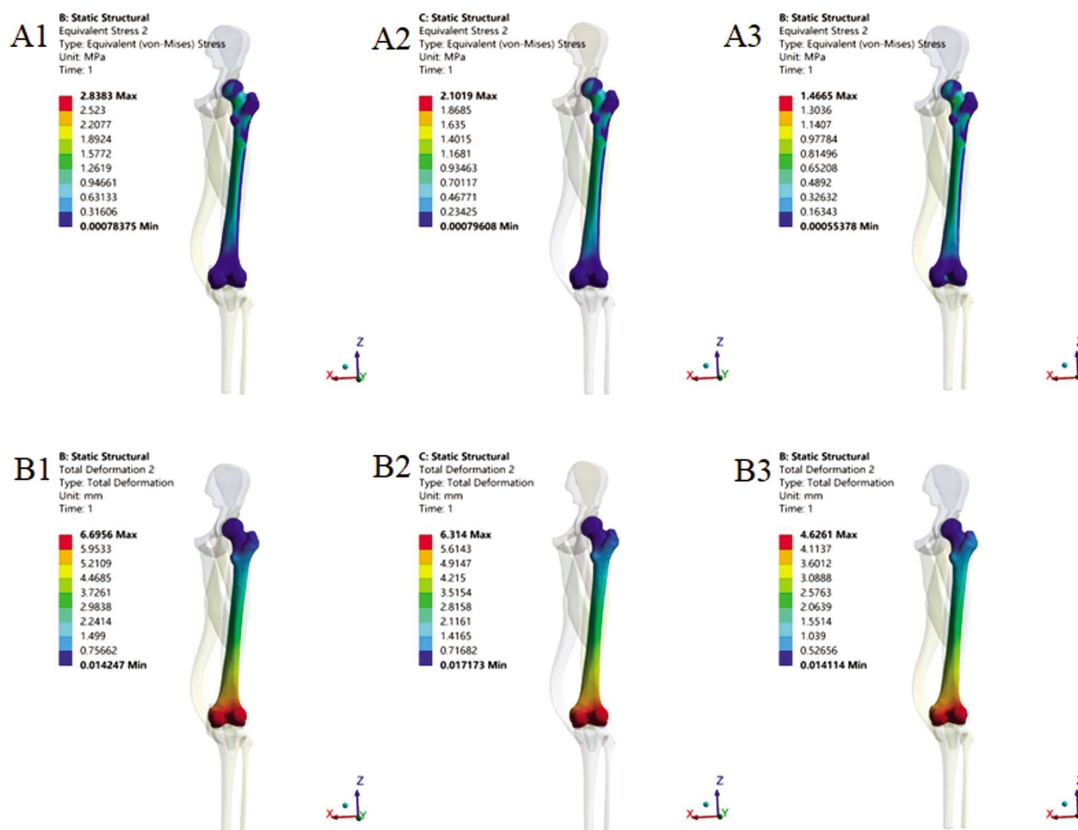 A1
B: Static Structural
Equivalent Stress 2
Type: Equivalent (von-Mises) Stress
Unit: MPa
Time: 1
2.8383 Max
2.523
2.2077
1.8924
1.5772
1.2619
0.94661
0.63133
0.31606
0.00078375 Min
Z
X
Y
A2
C: Static Structural
Equivalent Stress 2
Type: Equivalent (von-Mises) Stress
Unit: MPa
Time: 1
2.1019 Max
1.8685
1.635
1.4015
1.1681
0.93463
0.70117
0.46771
0.23425
0.00079608 Min
Z
X
Y
A3
B: Static Structural
Equivalent Stress 2
Type: Equivalent (von-Mises) Stress
Unit: MPa
Time: 1
1.4665 Max
1.3036
1.1407
0.97784
0.81496
0.65208
0.4892
0.32632
0.16343
0.00055378 Min
X
B1
B: Static Structural
Total Deformation 2
Type: Total Deformation
Unit: mm
Time: 1
6.6956 Max
5.9533
5.2109
4.4685
3.7261
2.9838
2.2414
1.499
0.75662
0.014247 Min
Z
X
Y
B2
C: Static Structural
Total Deformation 2
Type: Total Deformation
Unit: mm
Time: 1
6.314 Max
5.6143
4.9147
4.215
3.5154
2.8158
2.1161
1.4165
0.71682
0.017173 Min
Z
X
Y
B3
B: Static Structural
Total Deformation 2
Type: Total Deformation
Unit: mm
Time: 1
4.6261 Max
4.1137
3.6012
3.0888
2.5763
2.0639
1.5514
1.039
0.52656
0.014114 Min
X